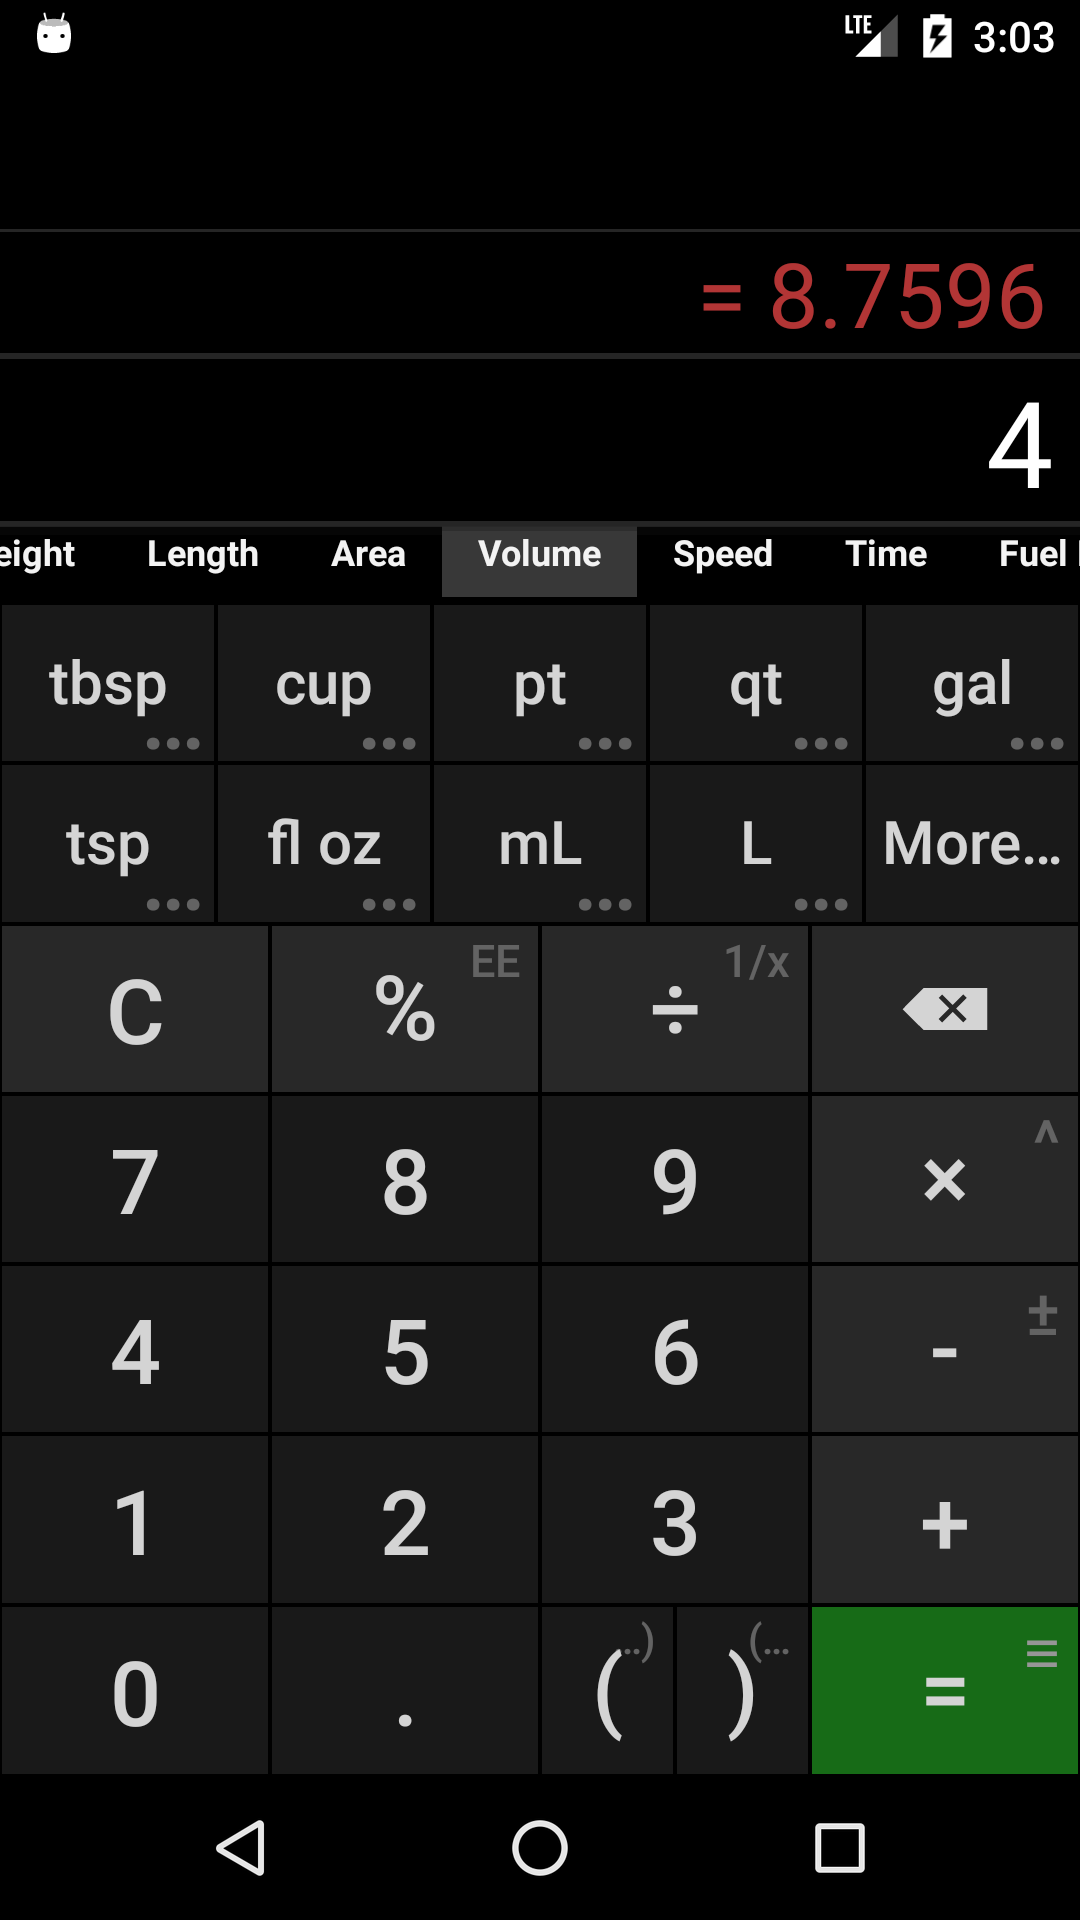 LTE 3:03
= 8.7596
4
eight Length Area Volume Speed Time Fuel
tbsp cup pt qt gal
... ... ... ... ...
tsp fl oz mL L More...
... ... ... ...
C % EE ÷ 1/x
7 8 9 × ^
4 5 6 - ±
1 2 3 +
0 . ( ..) ) (... =